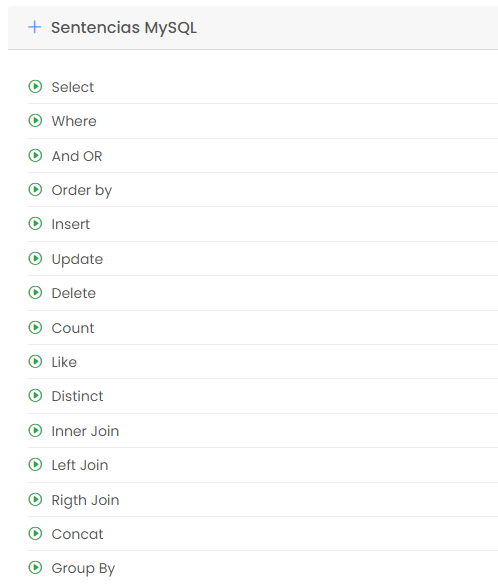 Sentencias MySQL
Select
Where
And OR
Order by
Insert
Update
Delete
Count
Like
Distinct
Inner Join
Left Join
Rigth Join
Concat
Group By